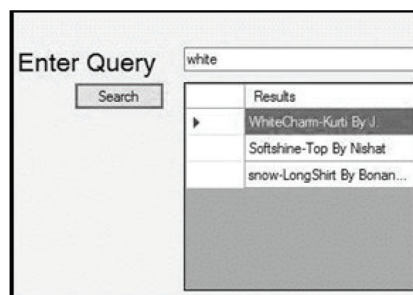 Enter Query
white
Search
Results
WhiteCharm-Kurti By J.
Softshine-Top By Nishat
snow-LongShirt By Bonan...